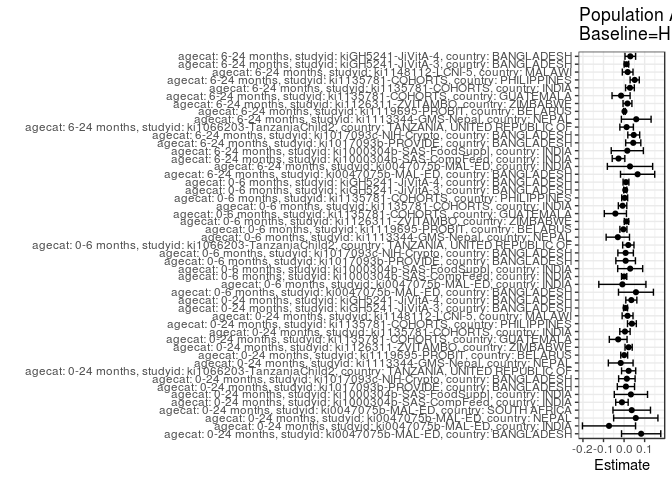 Population A
Baseline=H
agecat: 6-24 months, studyid: kiGH5241-JiVitA-4, country: BANGLADESH
agecat: 6-24 months, studyid: kiGH5241-JiVitA-3, country: BANGLADESH
agecat: 6-24 months, studyid: ki1148112-LCNI-5, country: MALAWI
agecat: 6-24 months, studyid: ki1135781-COHORTS, country: PHILIPPINES
agecat: 6-24 months, studyid: ki1135781-COHORTS, country: INDIA
agecat: 6-24 months, studyid: ki1135781-COHORTS, country: GUATEMALA
agecat: 6-24 months, studyid: ki1126311-ZVITAMBO, country: ZIMBABWE
agecat: 6-24 months, studyid: ki1119695-PROBIT, country: BELARUS
agecat: 6-24 months, studyid: ki1113344-GMS-Nepal, country: NEPAL
agecat: 6-24 months, studyid: ki1066203-TanzaniaChild2, country: TANZANIA, UNITED REPUBLIC OF
agecat: 6-24 months, studyid: ki1017093c-NIH-Crypto, country: BANGLADESH
agecat: 6-24 months, studyid: ki1017093b-PROVIDE, country: BANGLADESH
agecat: 6-24 months, studyid: ki1000304b-SAS-FoodSuppl, country: INDIA
agecat: 6-24 months, studyid: ki1000304b-SAS-CompFeed, country: INDIA
agecat: 6-24 months, studyid: ki0047075b-MAL-ED, country: INDIA
agecat: 6-24 months, studyid: ki0047075b-MAL-ED, country: BANGLADESH
agecat: 0-6 months, studyid: kiGH5241-JiVitA-4, country: BANGLADESH
agecat: 0-6 months, studyid: kiGH5241-JiVitA-3, country: BANGLADESH
agecat: 0-6 months, studyid: ki1135781-COHORTS, country: PHILIPPINES
agecat: 0-6 months, studyid: ki1135781-COHORTS, country: INDIA
agecat: 0-6 months, studyid: ki1135781-COHORTS, country: GUATEMALA
agecat: 0-6 months, studyid: ki1126311-ZVITAMBO, country: ZIMBABWE
agecat: 0-6 months, studyid: ki1119695-PROBIT, country: BELARUS
agecat: 0-6 months, studyid: ki1113344-GMS-Nepal, country: NEPAL
agecat: 0-6 months, studyid: ki1066203-TanzaniaChild2, country: TANZANIA, UNITED REPUBLIC OF
agecat: 0-6 months, studyid: ki1017093c-NIH-Crypto, country: BANGLADESH
agecat: 0-6 months, studyid: ki1017093b-PROVIDE, country: BANGLADESH
agecat: 0-6 months, studyid: ki1000304b-SAS-FoodSuppl, country: INDIA
agecat: 0-6 months, studyid: ki1000304b-SAS-CompFeed, country: INDIA
agecat: 0-6 months, studyid: ki0047075b-MAL-ED, country: INDIA
agecat: 0-6 months, studyid: ki0047075b-MAL-ED, country: BANGLADESH
agecat: 0-24 months, studyid: kiGH5241-JiVitA-4, country: BANGLADESH
agecat: 0-24 months, studyid: kiGH5241-JiVitA-3, country: BANGLADESH
agecat: 0-24 months, studyid: ki1148112-LCNI-5, country: MALAWI
agecat: 0-24 months, studyid: ki1135781-COHORTS, country: PHILIPPINES
agecat: 0-24 months, studyid: ki1135781-COHORTS, country: INDIA
agecat: 0-24 months, studyid: ki1135781-COHORTS, country: GUATEMALA
agecat: 0-24 months, studyid: ki1126311-ZVITAMBO, country: ZIMBABWE
agecat: 0-24 months, studyid: ki1119695-PROBIT, country: BELARUS
agecat: 0-24 months, studyid: ki1113344-GMS-Nepal, country: NEPAL
agecat: 0-24 months, studyid: ki1066203-TanzaniaChild2, country: TANZANIA, UNITED REPUBLIC OF
agecat: 0-24 months, studyid: ki1017093c-NIH-Crypto, country: BANGLADESH
agecat: 0-24 months, studyid: ki1017093b-PROVIDE, country: BANGLADESH
agecat: 0-24 months, studyid: ki1000304b-SAS-FoodSuppl, country: INDIA
agecat: 0-24 months, studyid: ki1000304b-SAS-CompFeed, country: INDIA
agecat: 0-24 months, studyid: ki0047075b-MAL-ED, country: SOUTH AFRICA
agecat: 0-24 months, studyid: ki0047075b-MAL-ED, country: NEPAL
agecat: 0-24 months, studyid: ki0047075b-MAL-ED, country: INDIA
agecat: 0-24 months, studyid: ki0047075b-MAL-ED, country: BANGLADESH
-0.2 -0.1 0.0 0.1
Estimate